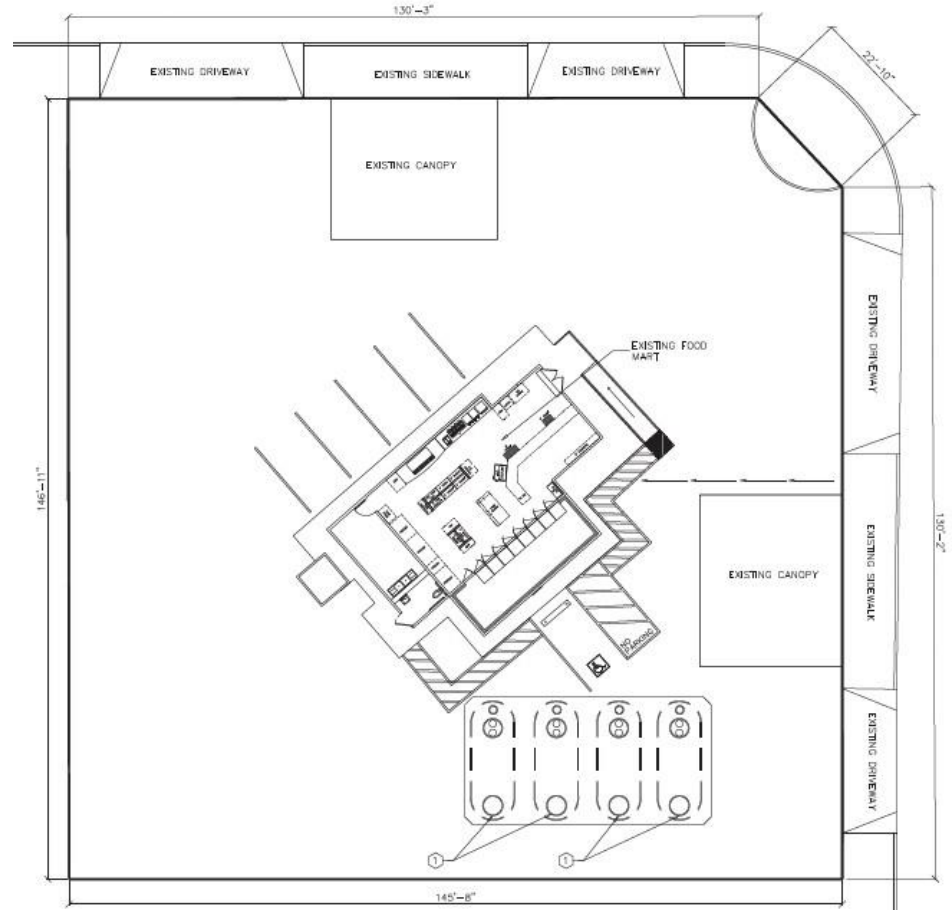 130'-3"
EXISTING DRIVEWAY
EXISTING SIDEWALK
EXISTING DRIVEWAY
22'-10"
EXISTING CANOPY
EXISTING DRIVEWAY
EXISTING FOOD
MART
146'-11"
130'-2"
EXISTING CANOPY
EXISTING SIDEWALK
NO
PARKING
EXISTING DRIVEWAY
1
1
145'-8"